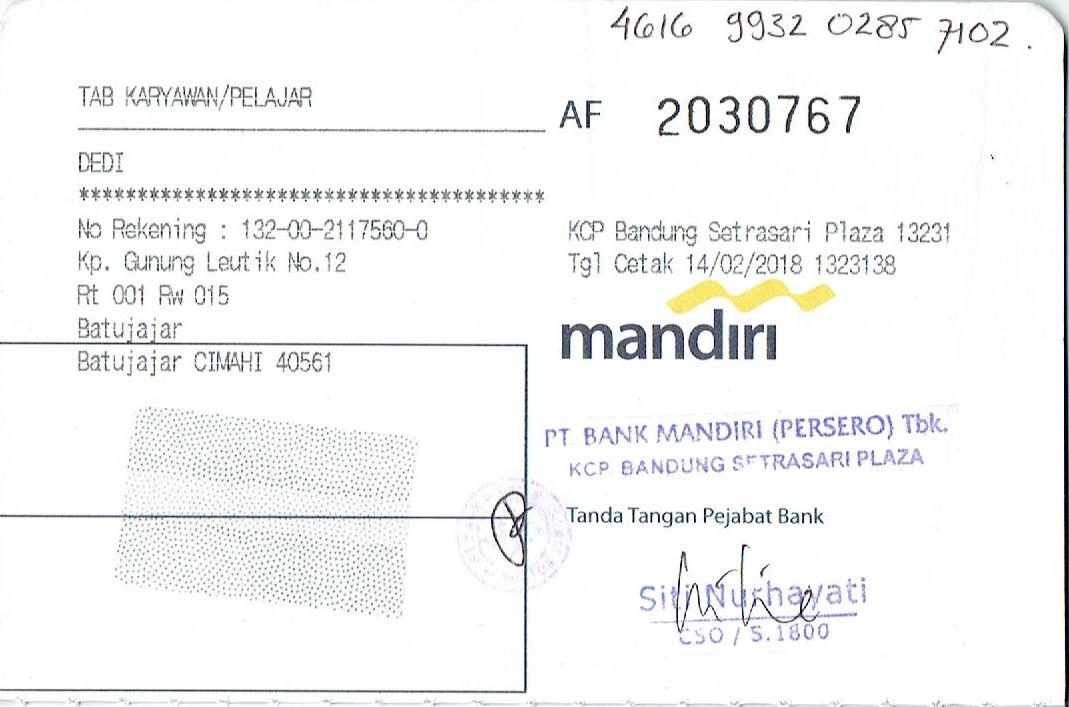 4616 9932 0285 7102.
TAB KARYAWAN/PELAJAR
AF 2030767
DEDI
****************************************
No Rekening : 132-00-2117560-0
Kp. Gunung Leutik No.12
Rt 001 Rw 015
Batujajar
Batujajar CIMAHI 40561
KCP Bandung Setrasari Plaza 13231
Tgl Cetak 14/02/2018 1323138
mandiri
PT. BANK MANDIRI (PERSERO) Tbk.
KCP. BANDUNG SETRASARI PLAZA
Tanda Tangan Pejabat Bank
Siti Nurhayati
CSO / S.1800